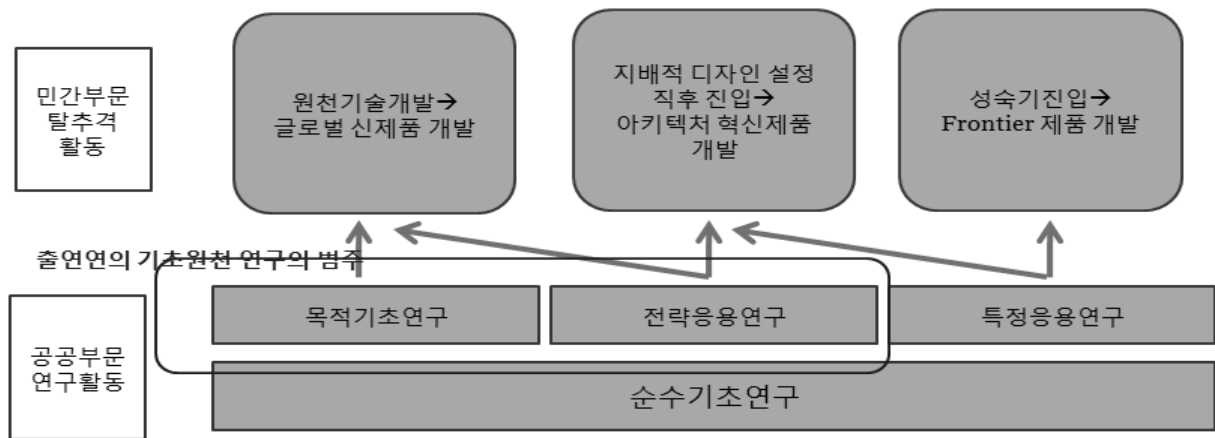 민간부문
탈추격
활동
원천기술개발→
글로벌 신제품 개발
지배적 디자인 설정
직후 진입→
아키텍처 혁신제품
개발
성숙기진입→
Frontier 제품 개발
출연연의 기초원천 연구의 범주
공공부문
연구활동
목적기초연구
전략응용연구
특정응용연구
순수기초연구